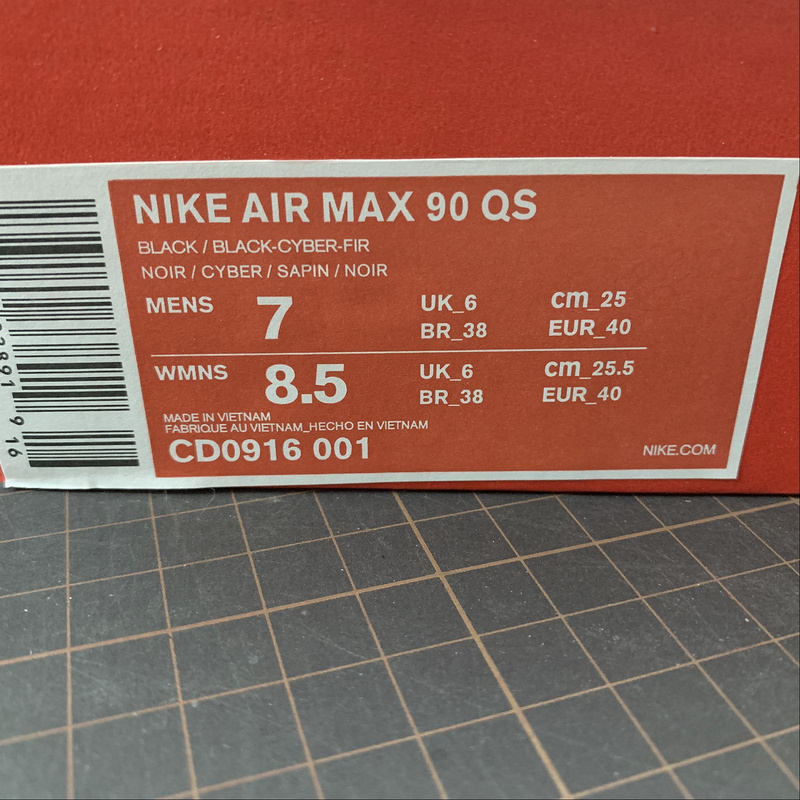 NIKE AIR MAX 90 QS
BLACK / BLACK-CYBER-FIR
NOIR / CYBER / SAPIN / NOIR
MENS 7 UK_6 cm_25
BR_38 EUR_40
WMNS 8.5 UK_6 cm_25.5
BR_38 EUR_40
MADE IN VIETNAM
FABRIQUE AU VIETNAM_HECHO EN VIETNAM
CD0916 001
NIKE.COM
916